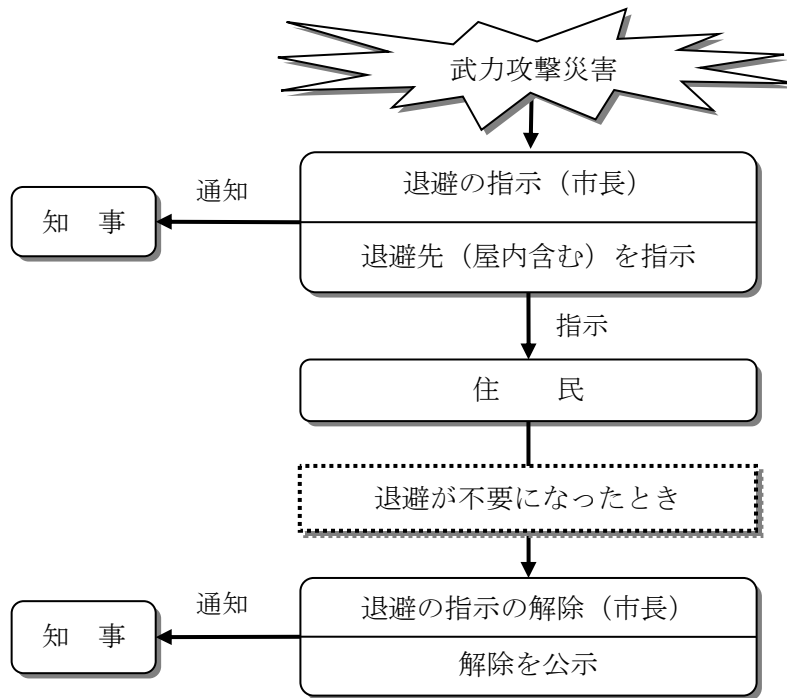 武力攻撃災害
退避の指示（市長）
通知
知　事
退避先（屋内含む）を指示
指示
住　　民
退避が不要になったとき
退避の指示の解除（市長）
通知
知　事
解除を公示